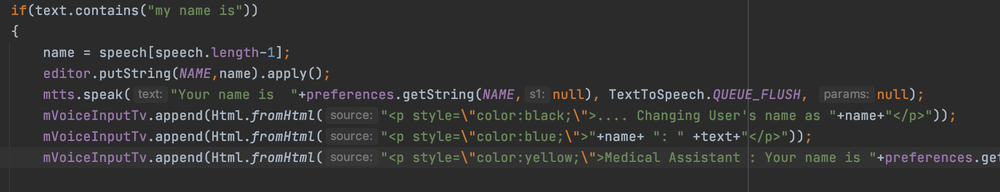 if(text.contains("my name is"))
{
name = speech[speech.length-1];
editor.putString(NAME,name).apply();
mtts.speak( text: "Your name is  "+preferences.getString(NAME, s1: null), TextToSpeech.QUEUE_FLUSH, params: null);
mVoiceInputTv.append(Html.fromHtml( source: "<p style=\"color:black;\">.... Changing User's name as "+name+"</p>"));
mVoiceInputTv.append(Html.fromHtml( source: "<p style=\"color:blue;\">"+name+ ": " +text+"</p>"));
mVoiceInputTv.append(Html.fromHtml( source: "<p style=\"color:yellow;\">Medical Assistant : Your name is "+preferences.get